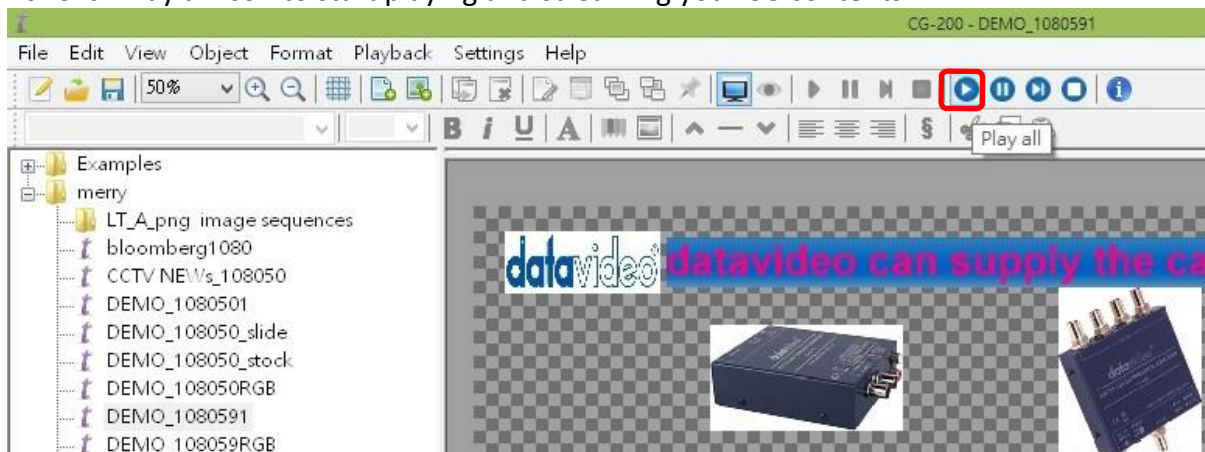 CG-200 - DEMO_1080591
File Edit View Object Format Playback Settings Help
50%
B i U A § Play all
Examples
merry
LT_A_png image sequences
bloomberg1080
CCTV NEWs_108050
DEMO_1080501
DEMO_108050_slide
DEMO_108050_stock
DEMO_108050RGB
DEMO_1080591
DEMO_108059RGB
datavideo datavideo can supply the ca